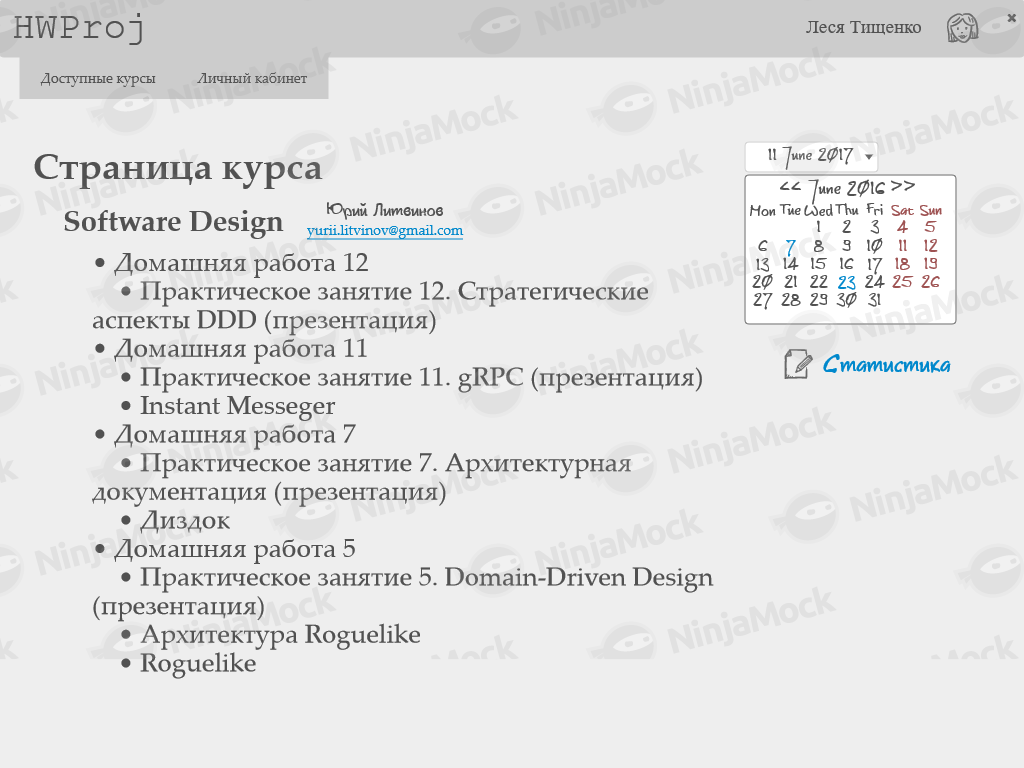 HWProj
Леся Тищенко
Доступные курсы
Личный кабинет
Страница курса
Software Design
Юрий Литвинов
yurii.litvinov@gmail.com
• Домашняя работа 12
• Практическое занятие 12. Стратегические
аспекты DDD (презентация)
• Домашняя работа 11
• Практическое занятие 11. gRPC (презентация)
• Instant Messeger
• Домашняя работа 7
• Практическое занятие 7. Архитектурная
документация (презентация)
• Диздок
• Домашняя работа 5
• Практическое занятие 5. Domain-Driven Design
(презентация)
• Архитектура Roguelike
• Roguelike
11 June 2017
<< June 2016 >>
Mon Tue Wed Thu Fri Sat Sun
1 2 3 4 5
6 7 8 9 10 11 12
13 14 15 16 17 18 19
20 21 22 23 24 25 26
27 28 29 30 31
Статистика
NinjaMock